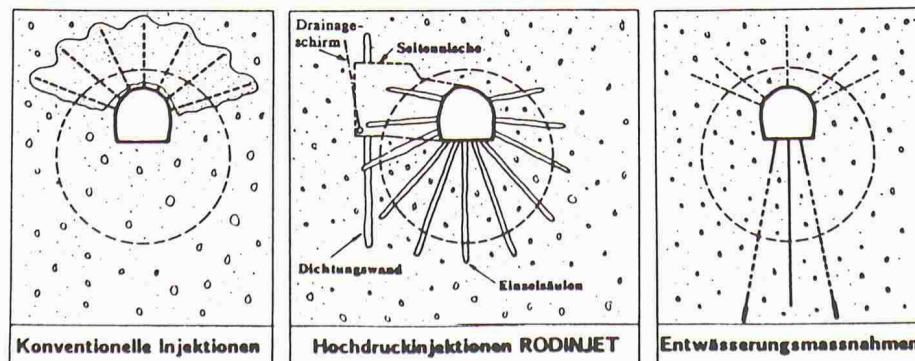 Drainage-
schirm
Seitennische
Dichtungswand
Einzelsäulen
Konventionelle Injektionen
Hochdruckinjektionen RODINJET
Entwässerungsmassnahmen